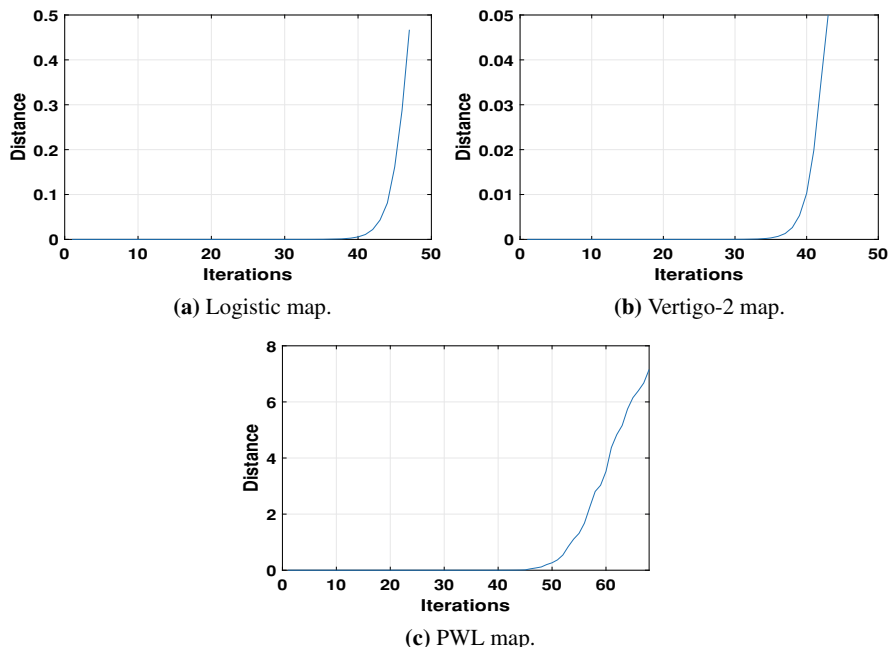 0.5
0.4
0.3
0.2
0.1
0
Distance
0 10 20 30 40 50
Iterations
(a) Logistic map.
0.05
0.04
0.03
0.02
0.01
0
Distance
0 10 20 30 40 50
Iterations
(b) Vertigo-2 map.
8
6
4
2
0
Distance
0 10 20 30 40 50 60
Iterations
(c) PWL map.